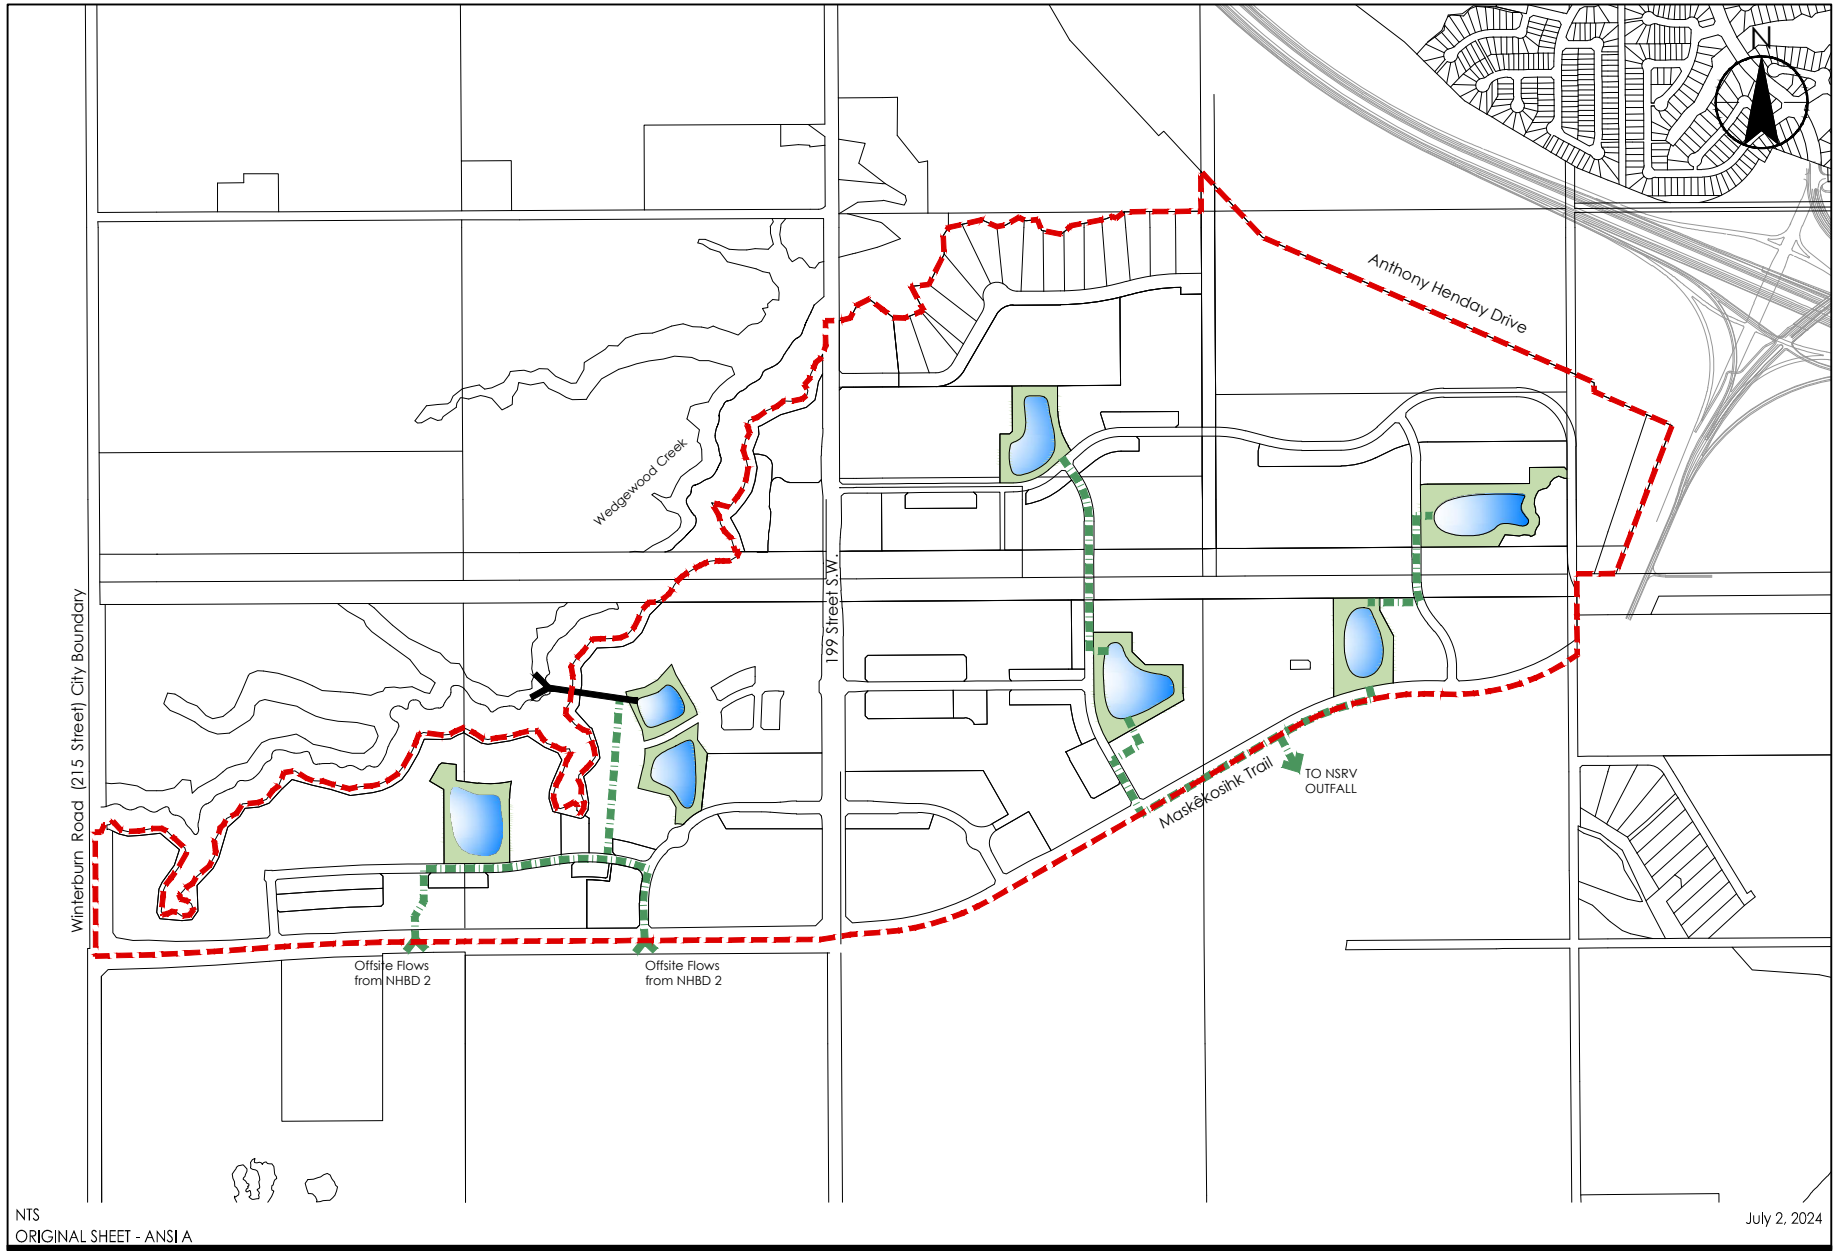 N
Anthony Henday Drive
Wedgewood Creek
199 Street S.W.
Winterburn Road (215 Street) City Boundary
Maskêkosihk Trail
TO NSRV
OUTFALL
Offsite Flows
from NHBD 2
Offsite Flows
from NHBD 2
NTS
ORIGINAL SHEET - ANSI A
July 2, 2024